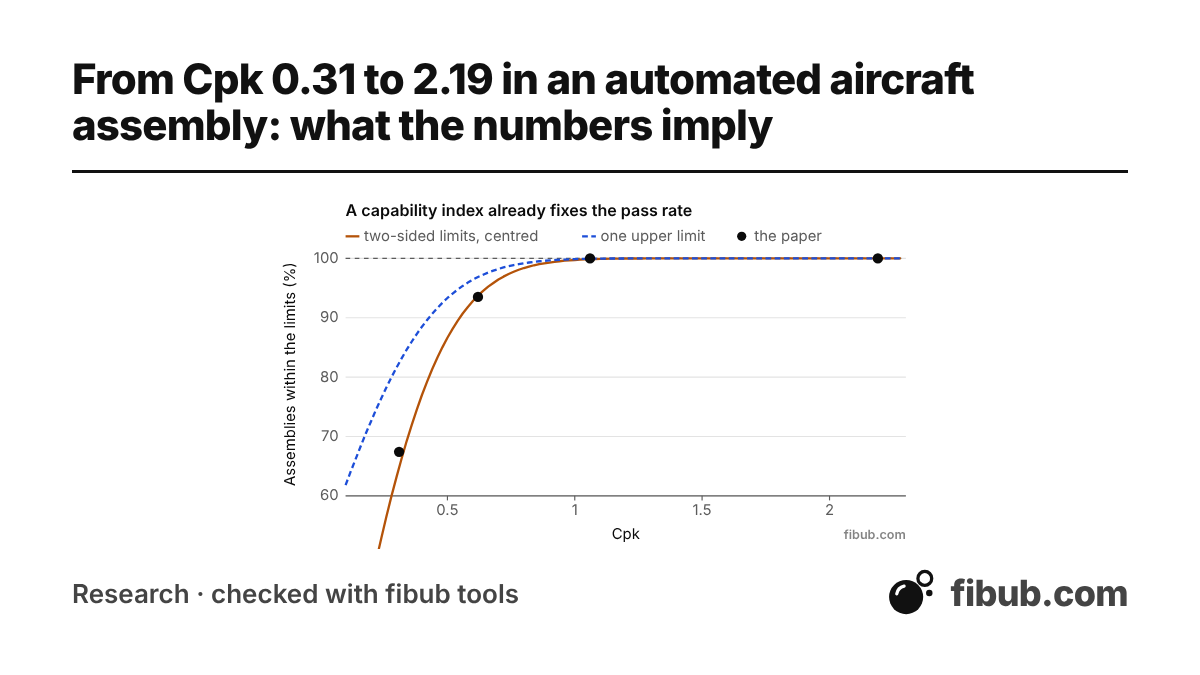 From Cpk 0.31 to 2.19 in an automated aircraft
assembly: what the numbers imply
A capability index already fixes the pass rate
two-sided limits, centred one upper limit the paper
Assemblies within the limits (%)
100
90
80
70
60
0.5 1 1.5 2
Cpk
fibub.com
Research · checked with fibub tools
fibub.com